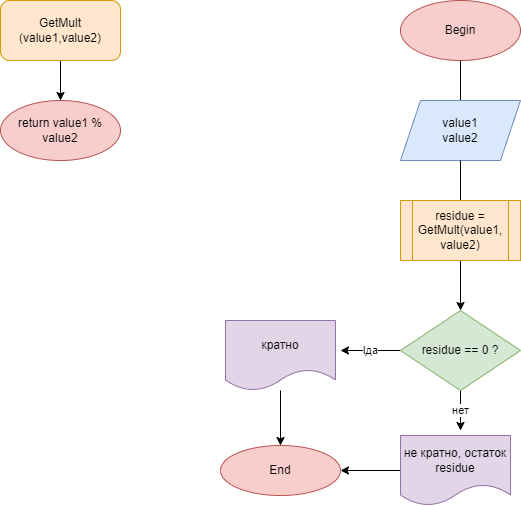 GetMult
(value1,value2)
return value1 %
value2
Begin
value1
value2
residue =
GetMult(value1,
value2)
residue == 0 ?
Iда
кратно
нет
не кратно, остаток
residue
End